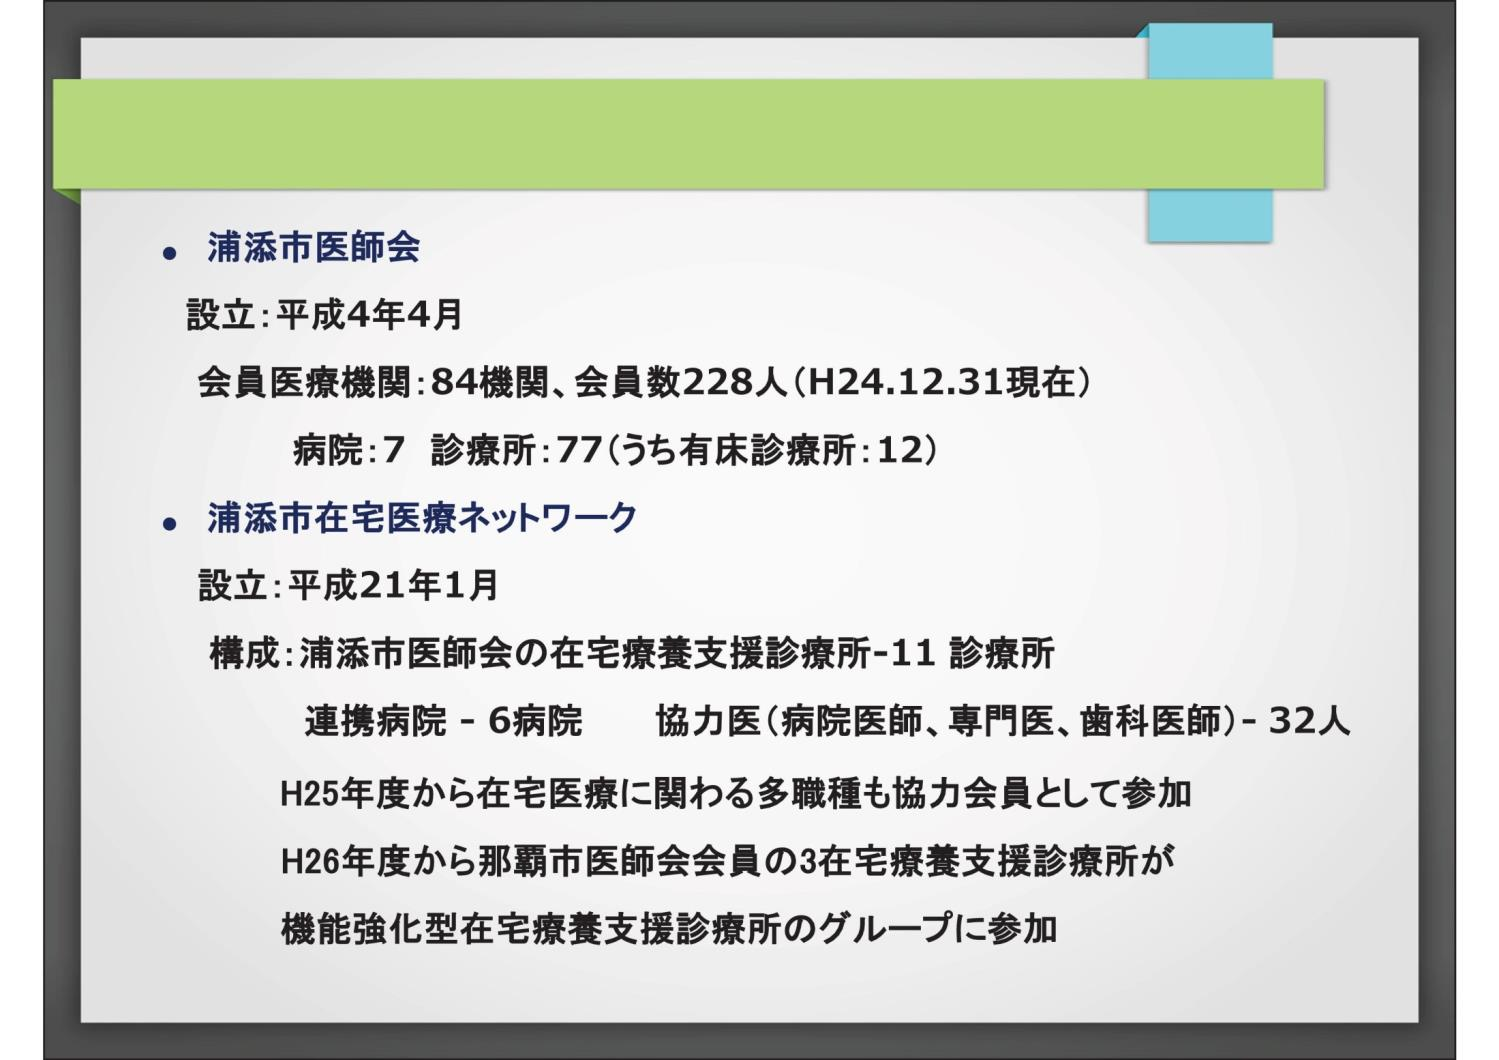 ● 浦添市医師会
設立：平成4年4月
会員医療機関：84機関、会員数228人（H24.12.31現在）
病院：7　診療所：77（うち有床診療所：12）
● 浦添市在宅医療ネットワーク
設立：平成21年1月
構成：浦添市医師会の在宅療養支援診療所-11 診療所
連携病院 – 6病院　　協力医（病院医師、専門医、歯科医師）– 32人
H25年度から在宅医療に関わる多職種も協力会員として参加
H26年度から那覇市医師会会員の3在宅療養支援診療所が
機能強化型在宅療養支援診療所のグループに参加